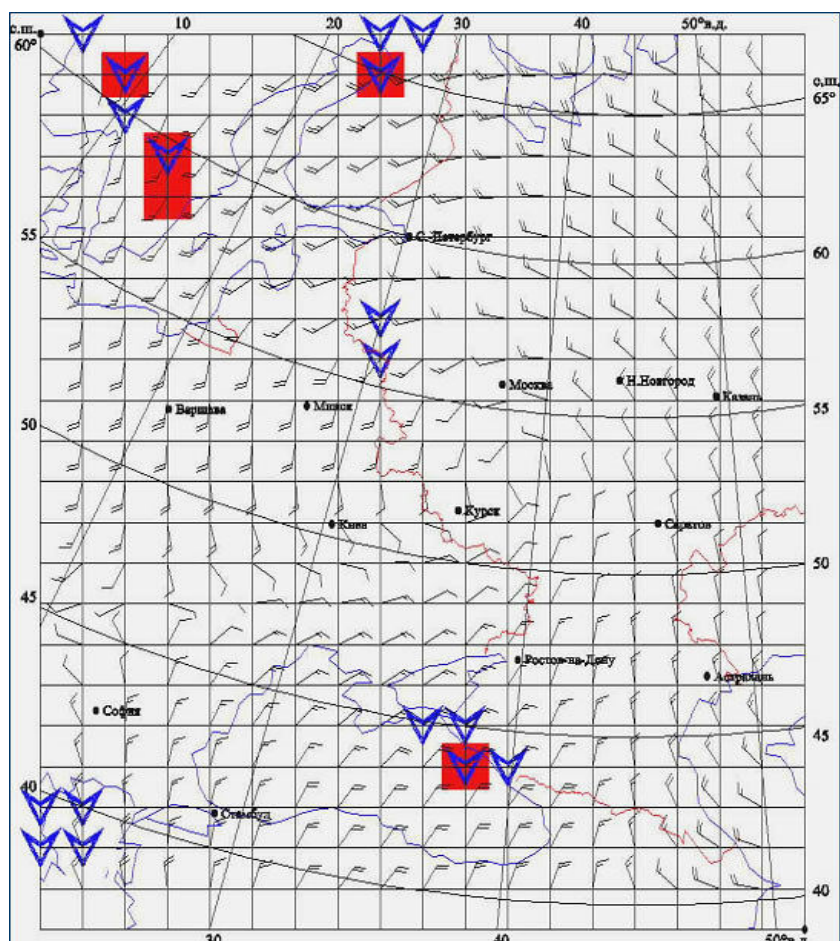 10 20 30 40 50° в.д.
с.ш.
60°
с.ш.
65°
С.-Петербург
55
60
Москва
Н.Новгород
Казань
Варшава
Минск
55
50
Курск
Киев
Саратов
50
45
Ростов-на-Дону
Астрахань
София
45
40
Стамбул
40
30 40 50° в.д.